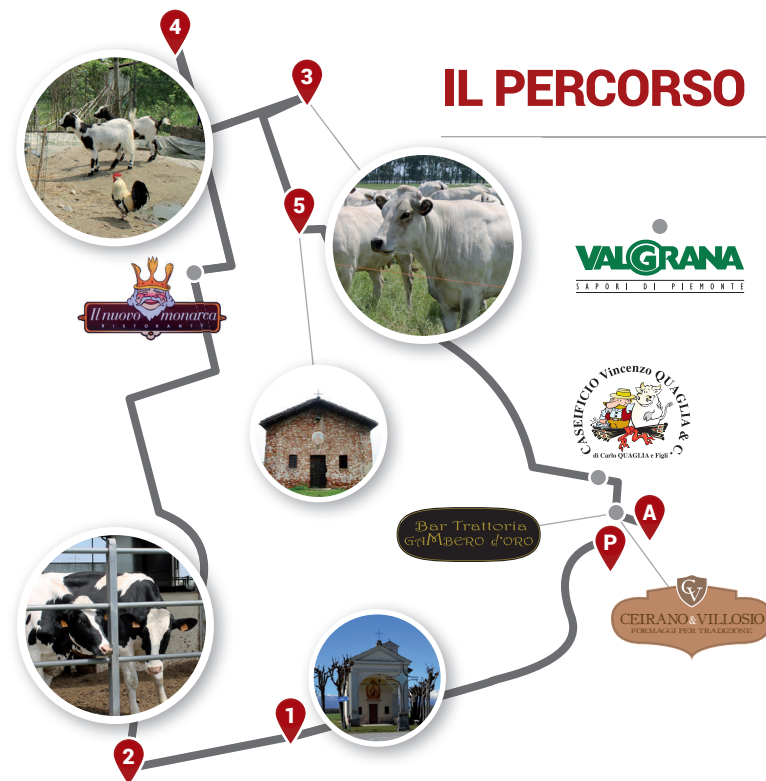 4
3
IL PERCORSO
5
VALGRANA
SAPORI DI PIEMONTE
Il nuovo monarca
RISTORANTE
CASEIFICIO Vincenzo QUAGLIA & C.
di Carlo QUAGLIA e Figli
A
Bar Trattoria
GAMBERO d'ORO
P
GV
CEIRANO & VILLOSIO
FORMAGGI PER TRADIZIONE
1
2